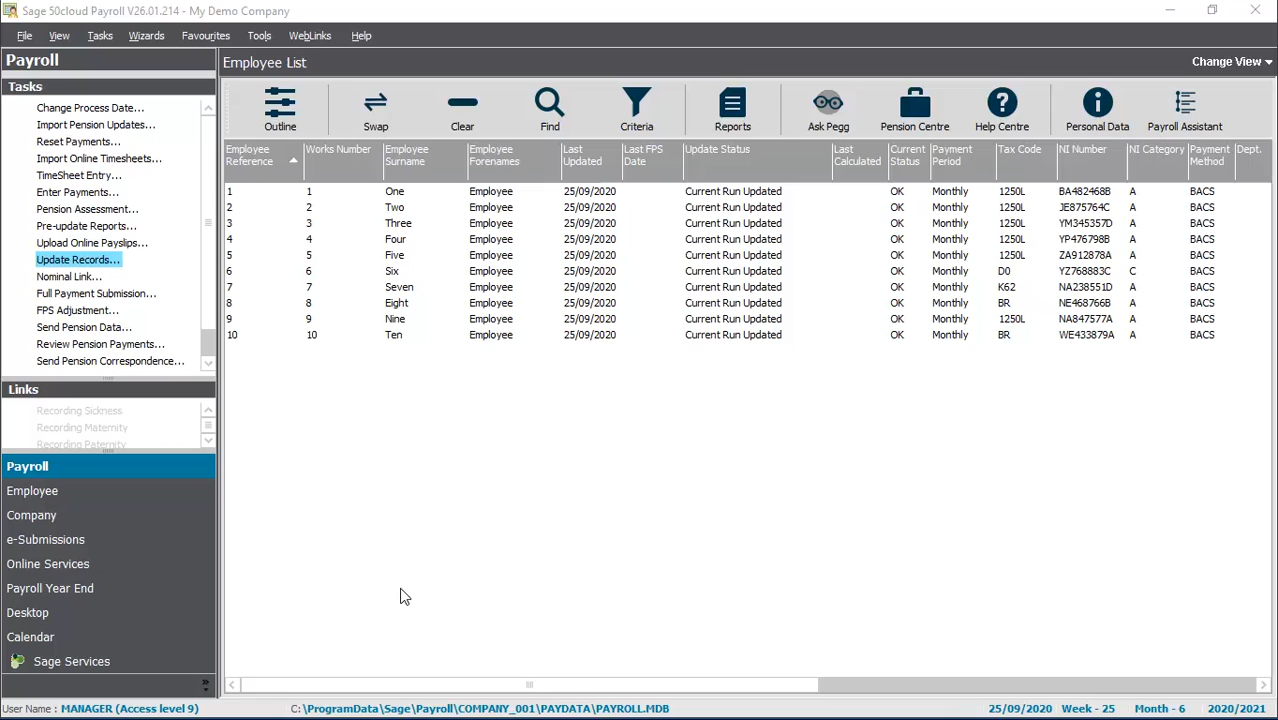 Sage 50cloud Payroll V26.01.214 - My Demo Company
File View Tasks Wizards Favourites Tools WebLinks Help
Payroll
Tasks
Change Process Date...
Import Pension Updates...
Reset Payments...
Import Online Timesheets...
TimeSheet Entry...
Enter Payments...
Pension Assessment...
Pre-update Reports...
Upload Online Payslips...
Update Records...
Nominal Link...
Full Payment Submission...
FPS Adjustment...
Send Pension Data...
Review Pension Payments...
Send Pension Correspondence...
Links
Recording Sickness
Recording Maternity
Recording Paternity
Payroll
Employee
Company
e-Submissions
Online Services
Payroll Year End
Desktop
Calendar
Sage Services
Employee List Change View
Outline Swap Clear Find Criteria Reports Ask Pegg Pension Centre Help Centre Personal Data Payroll Assistant
Employee Reference Works Number Employee Surname Employee Forenames Last Updated Last FPS Date Update Status Last Calculated Current Status Payment Period Tax Code NI Number NI Category Payment Method Dept.
1 1 One Employee 25/09/2020 Current Run Updated OK Monthly 1250L BA482468B A BACS
2 2 Two Employee 25/09/2020 Current Run Updated OK Monthly 1250L JE875764C A BACS
3 3 Three Employee 25/09/2020 Current Run Updated OK Monthly 1250L YM345357D A BACS
4 4 Four Employee 25/09/2020 Current Run Updated OK Monthly 1250L YP476798B A BACS
5 5 Five Employee 25/09/2020 Current Run Updated OK Monthly 1250L ZA912878A A BACS
6 6 Six Employee 25/09/2020 Current Run Updated OK Monthly D0 YZ768883C C BACS
7 7 Seven Employee 25/09/2020 Current Run Updated OK Monthly K62 NA238551D A BACS
8 8 Eight Employee 25/09/2020 Current Run Updated OK Monthly BR NE468766B A BACS
9 9 Nine Employee 25/09/2020 Current Run Updated OK Monthly 1250L NA847577A A BACS
10 10 Ten Employee 25/09/2020 Current Run Updated OK Monthly BR WE433879A A BACS
User Name : MANAGER (Access level 9) C:\ProgramData\Sage\Payroll\COMPANY_001\PAYDATA\PAYROLL.MDB 25/09/2020 Week - 25 Month - 6 2020/2021